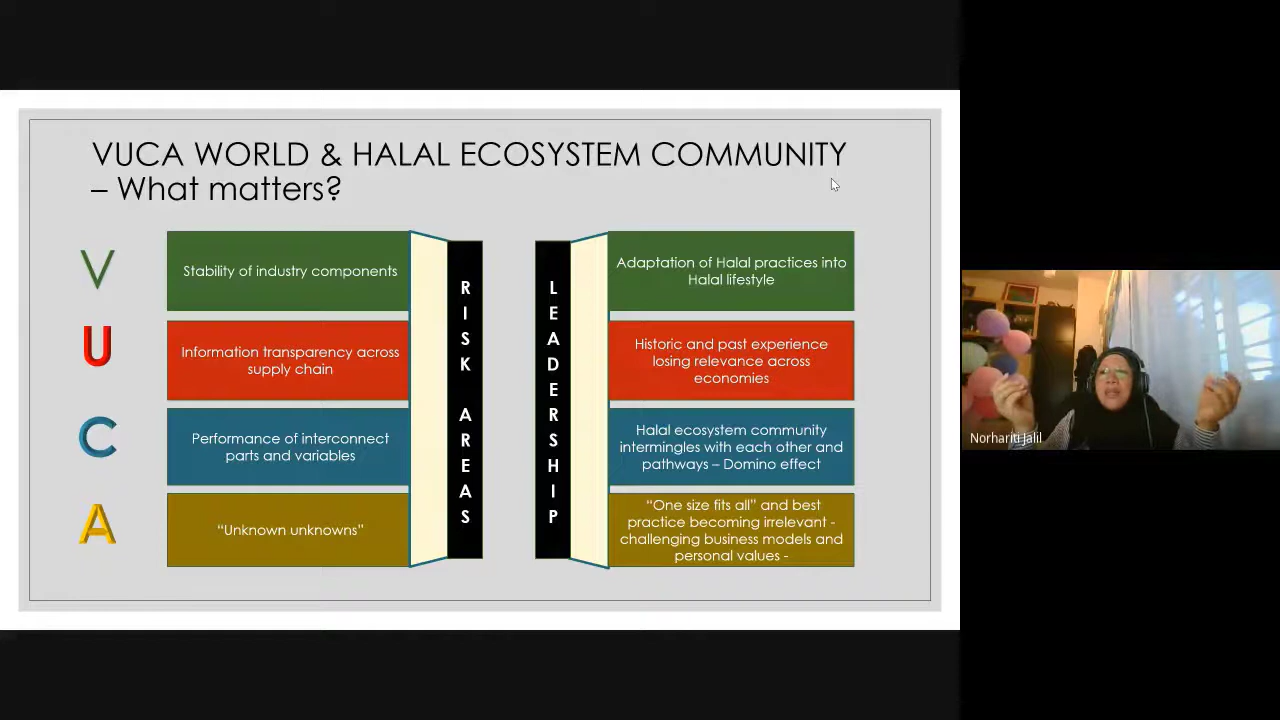 VUCA WORLD & HALAL ECOSYSTEM COMMUNITY
– What matters?
V
Stability of industry components
U
Information transparency across
supply chain
C
Performance of interconnect
parts and variables
A
“Unknown unknowns”
RISK AREAS
LEADERSHIP
Adaptation of Halal practices into
Halal lifestyle
Historic and past experience
losing relevance across
economies
Halal ecosystem community
intermingles with each other and
pathways – Domino effect
“One size fits all” and best
practice becoming irrelevant -
challenging business models and
personal values -
Norhariti Jalil